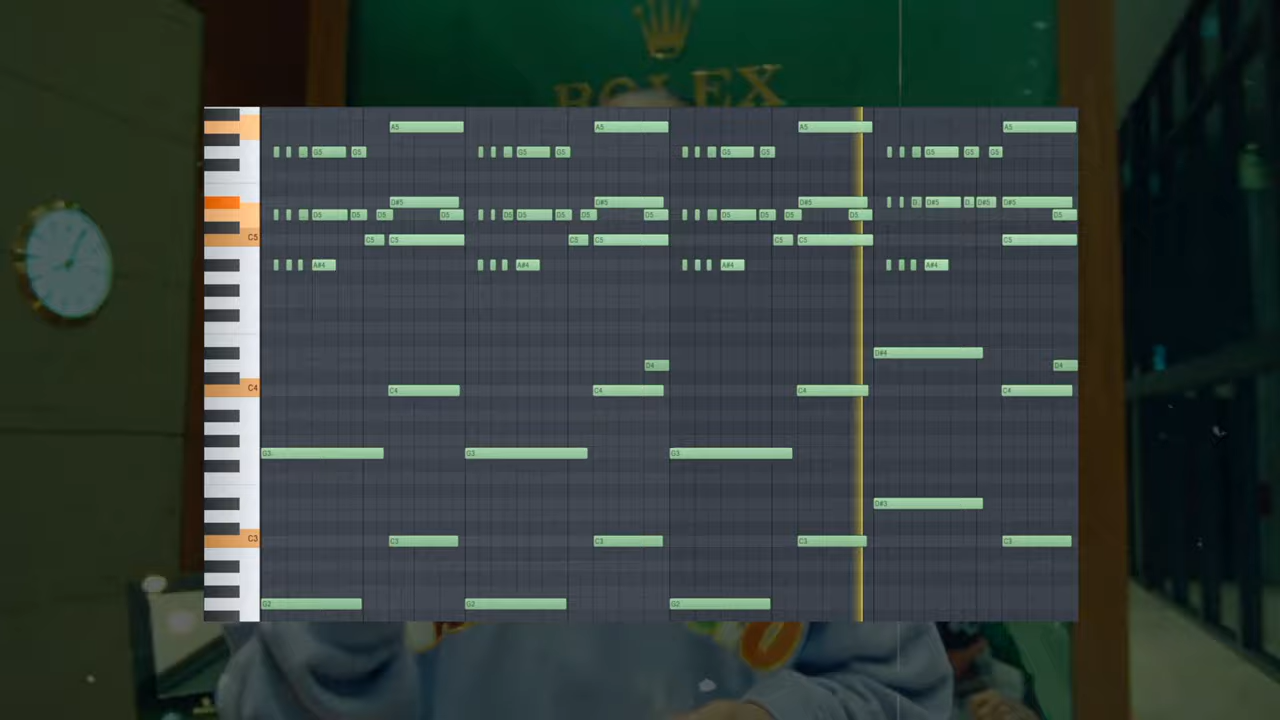 ROLEX
A5 A5 A5 A5
G5 G5 G5 G5 G5 G5 G5 G5 G5
D#5 D#5 D#5 D#5 D#5 D#5
D5 D5 D5 D5 D5 D5 D5 D5 D5 D5 D5 D5 D5 D5
C5 C5 C5 C5 C5 C5 C5 C5
A#4 A#4 A#4 A#4
D#4
D4 D4
C4 C4 C4 C4 C4
G3 G3 G3
D#3
C3 C3 C3 C3 C3
G2 G2 G2